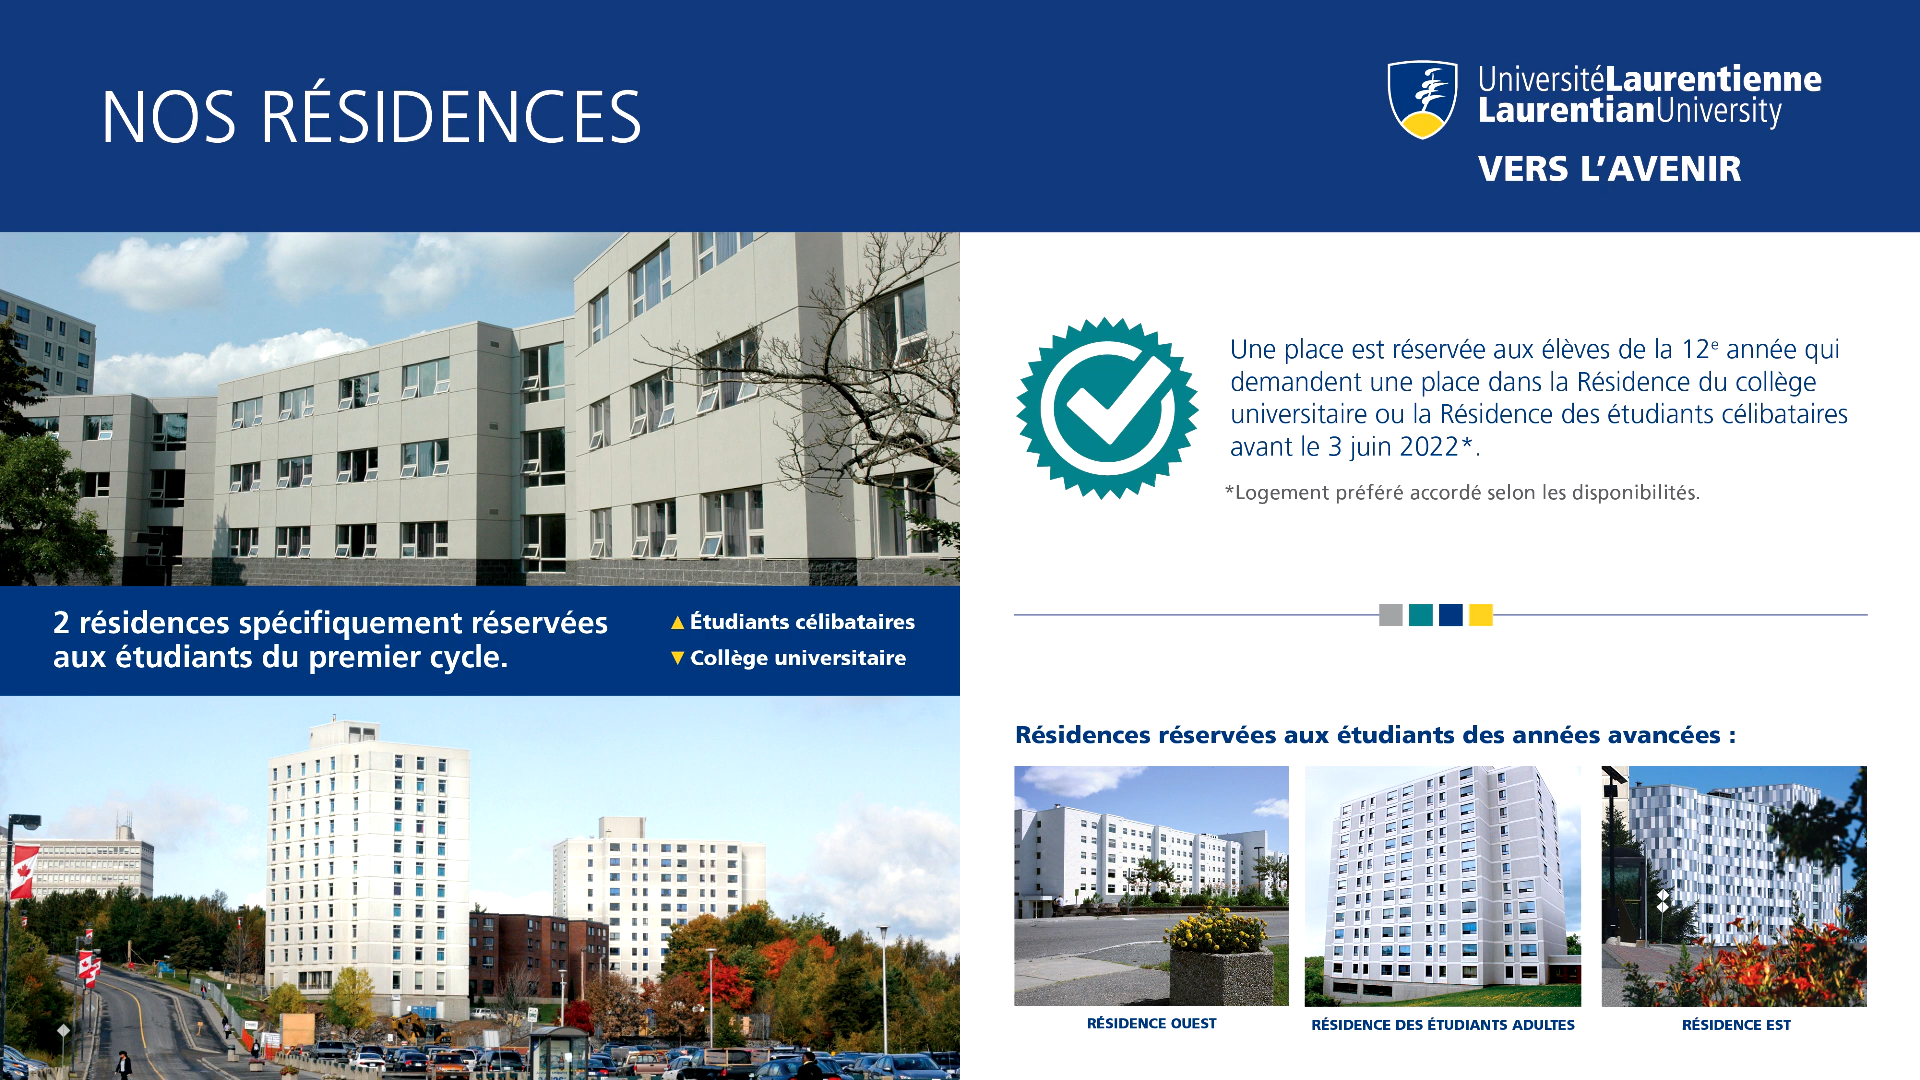 NOS RÉSIDENCES
UniversitéLaurentienne
LaurentianUniversity
VERS L'AVENIR
2 résidences spécifiquement réservées
aux étudiants du premier cycle.
▲ Étudiants célibataires
▼ Collège universitaire
Une place est réservée aux élèves de la 12e année qui
demandent une place dans la Résidence du collège
universitaire ou la Résidence des étudiants célibataires
avant le 3 juin 2022*.
*Logement préféré accordé selon les disponibilités.
Résidences réservées aux étudiants des années avancées :
RÉSIDENCE OUEST
RÉSIDENCE DES ÉTUDIANTS ADULTES
RÉSIDENCE EST